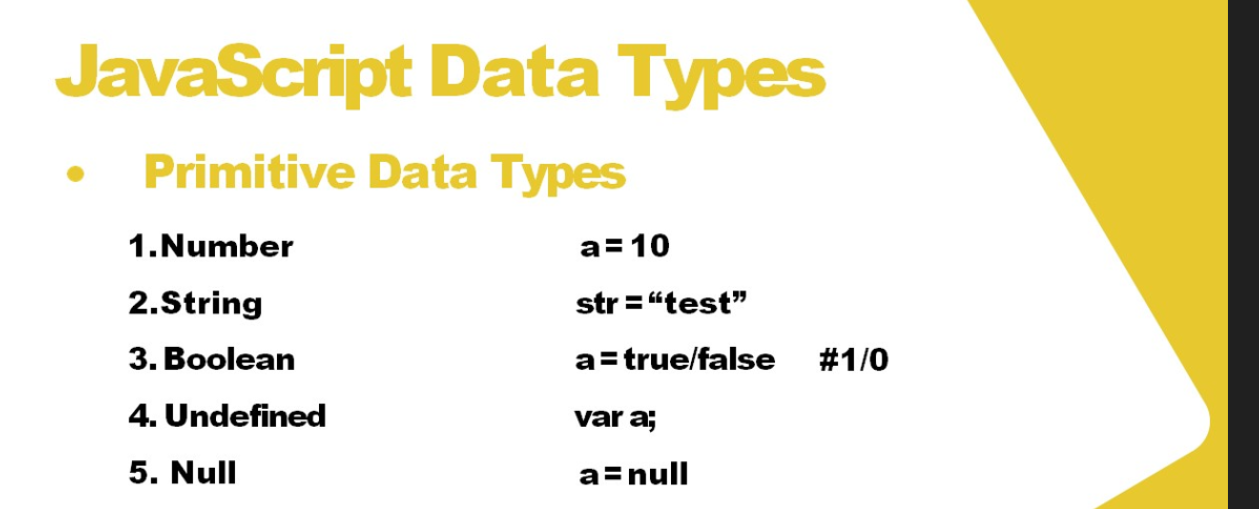 JavaScript Data Types
• Primitive Data Types
1.Number a = 10
2.String str = “test”
3. Boolean a = true/false #1/0
4. Undefined var a;
5. Null a = null